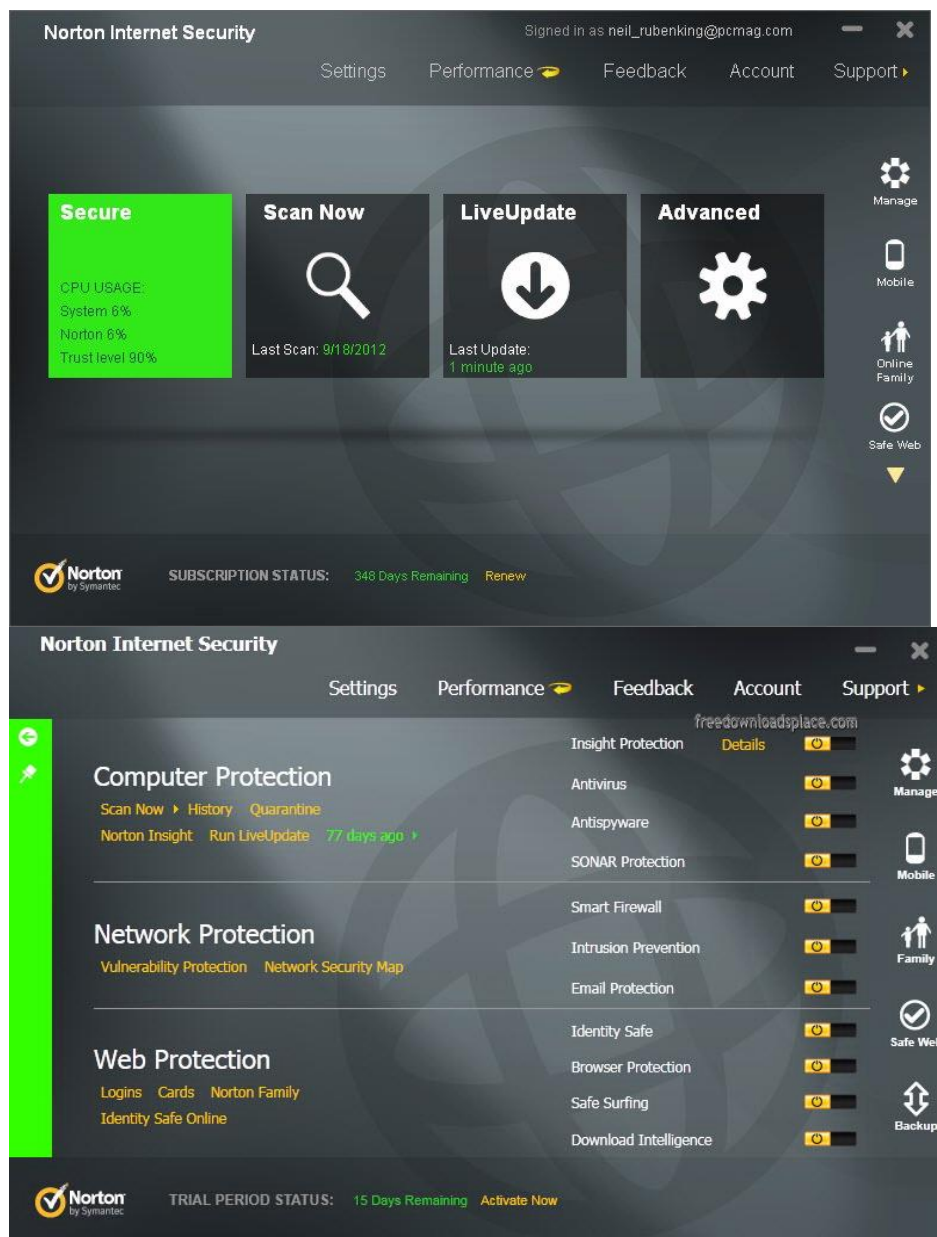 Norton Internet Security
Signed in as neil_rubenking@pcmag.com
Settings Performance Feedback Account Support
Secure
CPU USAGE:
System 6%
Norton 6%
Trust level 90%
Scan Now
Last Scan: 9/18/2012
LiveUpdate
Last Update:
1 minute ago
Advanced
Manage
Mobile
Online
Family
Safe Web
Norton
by Symantec
SUBSCRIPTION STATUS: 348 Days Remaining Renew
Norton Internet Security
Settings Performance Feedback Account Support
freedownloadsplace.com
Computer Protection
Scan Now History Quarantine
Norton Insight Run LiveUpdate 77 days ago
Insight Protection Details
Antivirus
Antispyware
SONAR Protection
Network Protection
Vulnerability Protection Network Security Map
Smart Firewall
Intrusion Prevention
Email Protection
Web Protection
Logins Cards Norton Family
Identity Safe Online
Identity Safe
Browser Protection
Safe Surfing
Download Intelligence
Manage
Mobile
Family
Safe Web
Backup
Norton
by Symantec
TRIAL PERIOD STATUS: 15 Days Remaining Activate Now